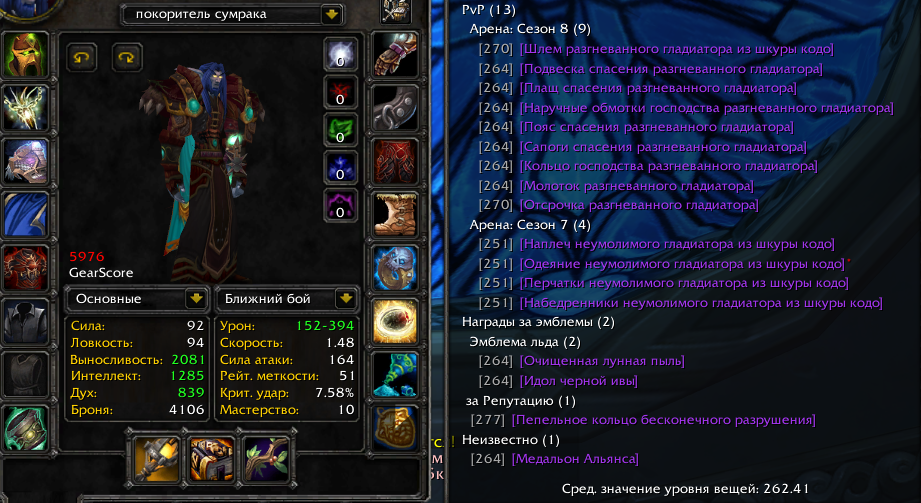 покоритель сумрака
0
0
0
0
5976
GearScore
Основные
Ближний бой
Сила: 92
Ловкость: 94
Выносливость: 2081
Интеллект: 1285
Дух: 839
Броня: 4106
Урон: 152-394
Скорость: 1.48
Сила атаки: 164
Рейт. меткости: 51
Крит. удар: 7.58%
Мастерство: 10
PvP (13)
Арена: Сезон 8 (9)
[270] [Шлем разгневанного гладиатора из шкуры кодо]
[264] [Подвеска спасения разгневанного гладиатора]
[264] [Плащ спасения разгневанного гладиатора]
[264] [Наручные обмотки господства разгневанного гладиатора]
[264] [Пояс спасения разгневанного гладиатора]
[264] [Сапоги спасения разгневанного гладиатора]
[264] [Кольцо господства разгневанного гладиатора]
[264] [Молоток разгневанного гладиатора]
[270] [Отсрочка разгневанного гладиатора]
Арена: Сезон 7 (4)
[251] [Наплеч неумолимого гладиатора из шкуры кодо]
[251] [Одеяние неумолимого гладиатора из шкуры кодо]*
[251] [Перчатки неумолимого гладиатора из шкуры кодо]
[251] [Набедренники неумолимого гладиатора из шкуры кодо]
Награды за эмблемы (2)
Эмблема льда (2)
[264] [Очищенная лунная пыль]
[264] [Идол черной ивы]
за Репутацию (1)
[277] [Пепельное кольцо бесконечного разрушения]
Неизвестно (1)
[264] [Медальон Альянса]
Сред. значение уровня вещей: 262.41